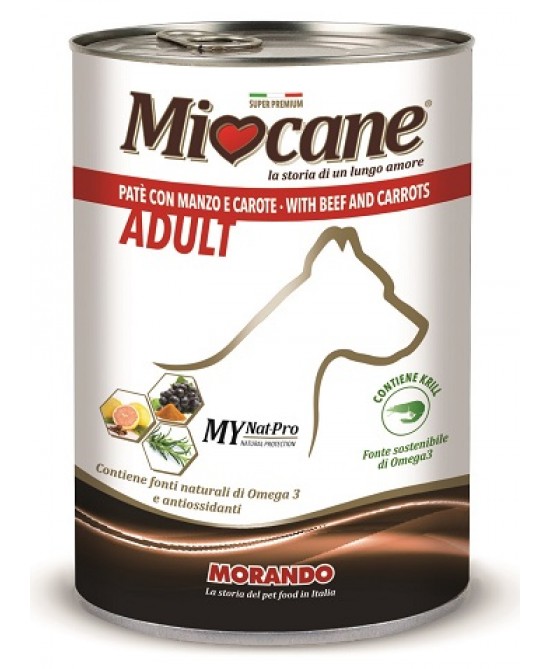 SUPER PREMIUM
Miocane®
la storia di un lungo amore
PATÈ CON MANZO E CAROTE - WITH BEEF AND CARROTS
ADULT
CONTIENE KRILL
MY Nat-Pro
NATURAL PROTECTION
Fonte sostenibile
di Omega3
Contiene fonti naturali di Omega 3
e antiossidanti
MORANDO
La storia del pet food in Italia